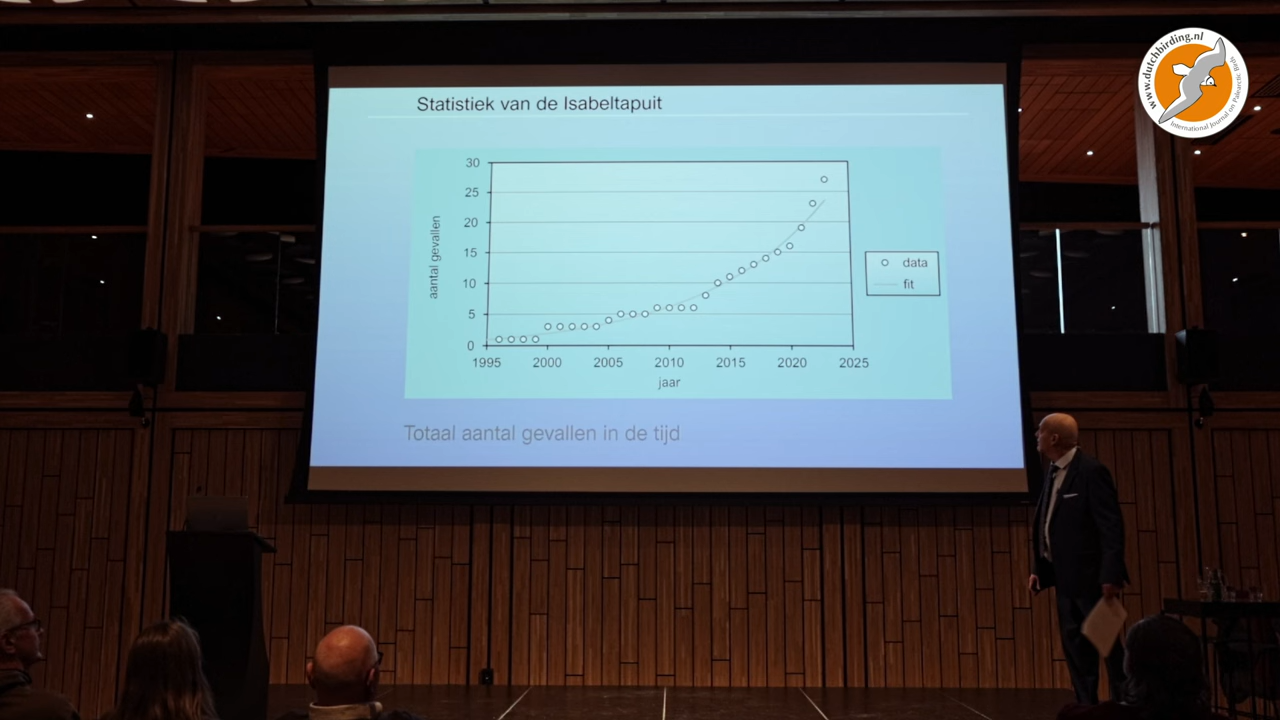 www.dutchbirding.nl
International Journal on Palearctic Birds
Statistiek van de Isabeltapuit
30
25
20
15
10
5
0
aantal gevallen
1995 2000 2005 2010 2015 2020 2025
jaar
data
fit
Totaal aantal gevallen in de tijd